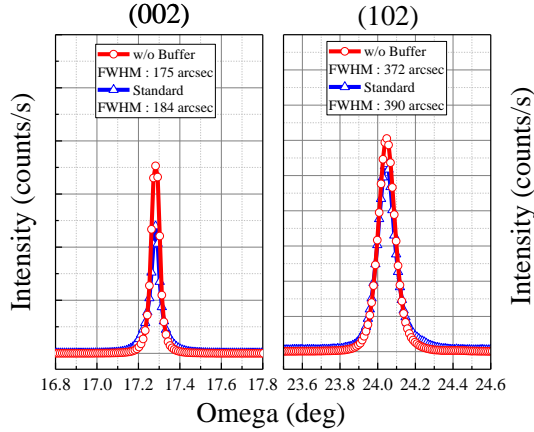 (002)
(102)
w/o Buffer
FWHM : 175 arcsec
Standard
FWHM : 184 arcsec
w/o Buffer
FWHM : 372 arcsec
Standard
FWHM : 390 arcsec
Intensity (counts/s)
Intensity (counts/s)
16.8 17.0 17.2 17.4 17.6 17.8
23.6 23.8 24.0 24.2 24.4 24.6
Omega (deg)